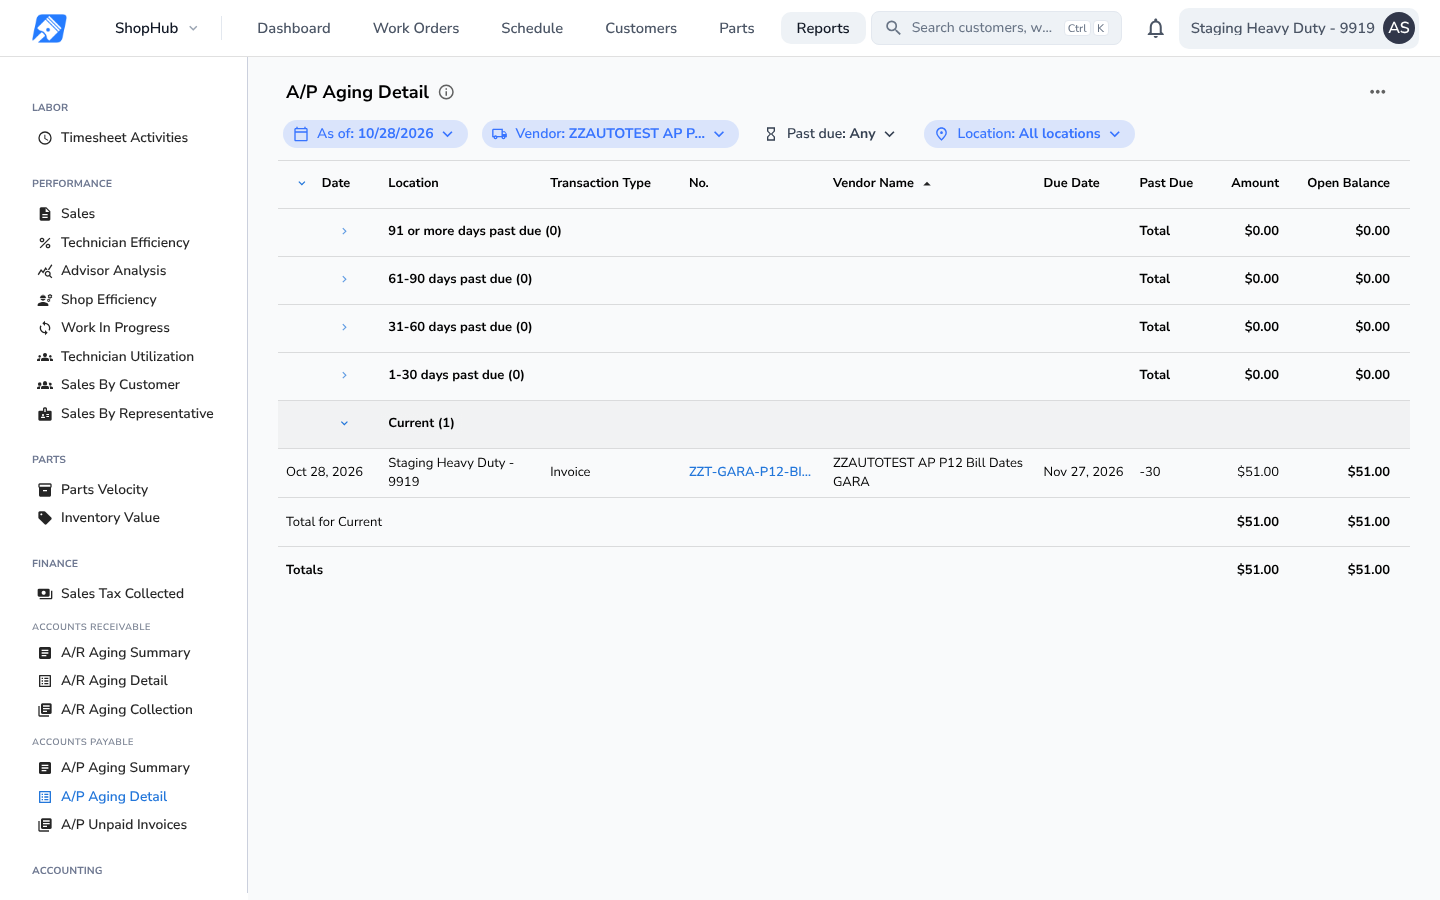 ShopHub
Dashboard
Work Orders
Schedule
Customers
Parts
Reports
Search customers, w...
Ctrl
K
Staging Heavy Duty - 9919
AS
LABOR
Timesheet Activities
PERFORMANCE
Sales
Technician Efficiency
Advisor Analysis
Shop Efficiency
Work In Progress
Technician Utilization
Sales By Customer
Sales By Representative
PARTS
Parts Velocity
Inventory Value
FINANCE
Sales Tax Collected
ACCOUNTS RECEIVABLE
A/R Aging Summary
A/R Aging Detail
A/R Aging Collection
ACCOUNTS PAYABLE
A/P Aging Summary
A/P Aging Detail
A/P Unpaid Invoices
ACCOUNTING
A/P Aging Detail
As of: 10/28/2026
Vendor: ZZAUTOTEST AP P...
Past due: Any
Location: All locations
Date Location Transaction Type No. Vendor Name Due Date Past Due Amount Open Balance
91 or more days past due (0) Total $0.00 $0.00
61-90 days past due (0) Total $0.00 $0.00
31-60 days past due (0) Total $0.00 $0.00
1-30 days past due (0) Total $0.00 $0.00
Current (1)
Oct 28, 2026 Staging Heavy Duty - 9919 Invoice ZZT-GARA-P12-BI... ZZAUTOTEST AP P12 Bill Dates GARA Nov 27, 2026 -30 $51.00 $51.00
Total for Current $51.00 $51.00
Totals $51.00 $51.00